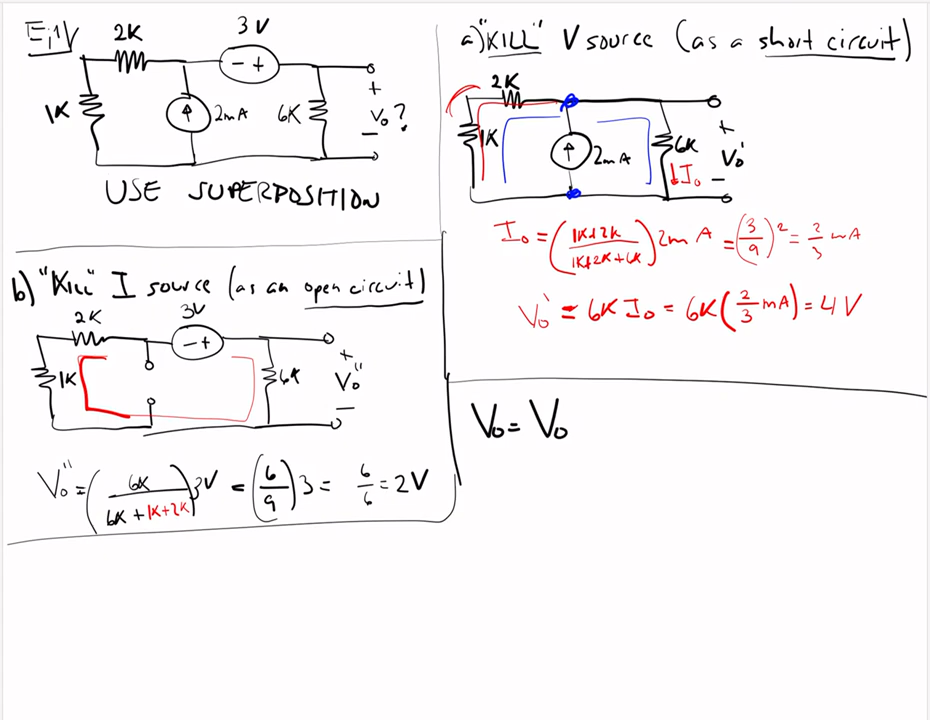 Ej1V
2K
3V
- +
1K
2mA
6K
+
Vo?
-
USE SUPERPOSITION
a) "KILL" V source (as a short circuit)
2K
1K
2mA
6K
Io
+
Vo'
-
Io = (1K+2K / 1K+2K+6K) 2mA = (3/9) 2 = 2/3 mA
Vo' = 6K Io = 6K (2/3 mA) = 4V
b) "KILL" I source (as an open circuit)
2K
3V
- +
1K
6K
+
Vo"
-
Vo" = (6K / 6K + 1K+2K) 3V = (6/9) 3 = 6/6 = 2V
Vo = Vo